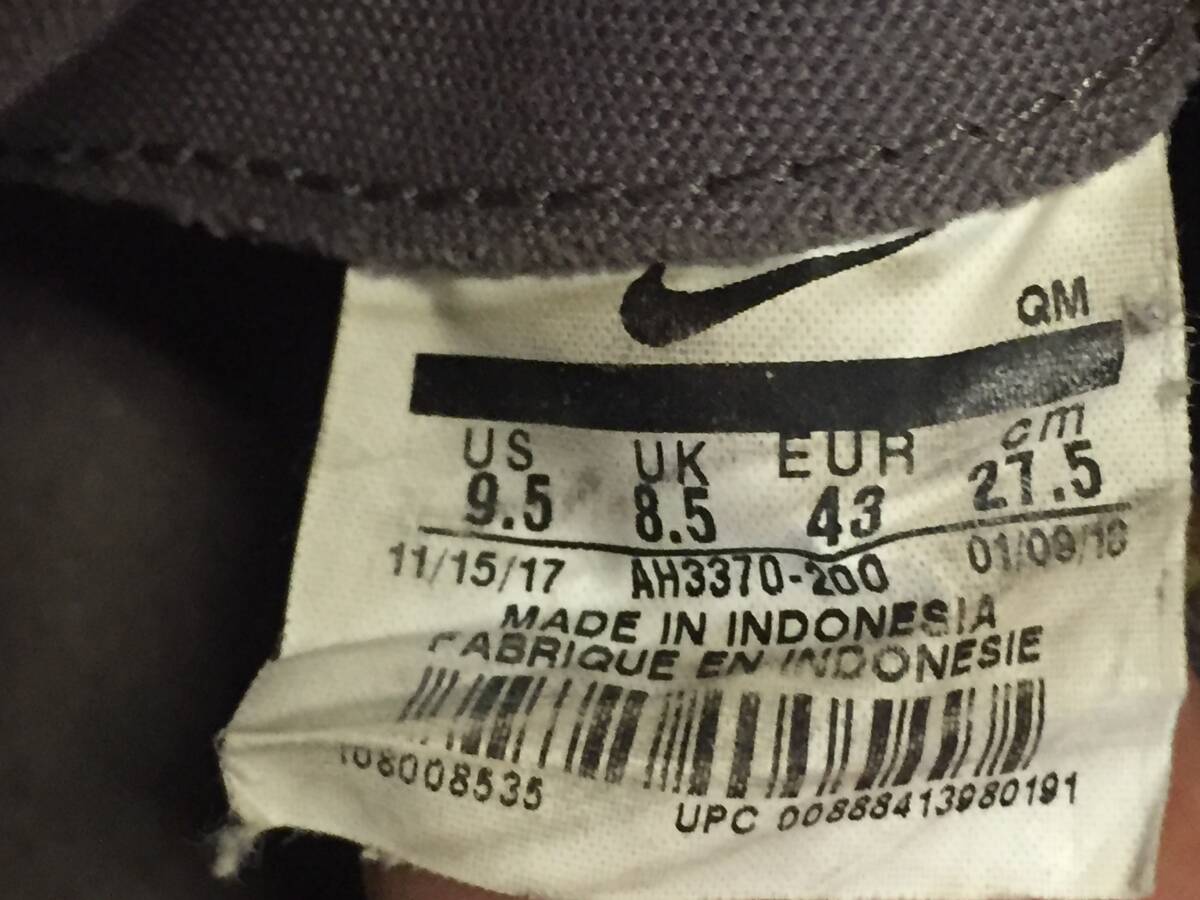 QM
US UK EUR cm
9.5 8.5 43 27.5
11/15/17 AH3370-200 01/09/18
MADE IN INDONESIA
FABRIQUE EN INDONESIE
108008535
UPC 00888413980191